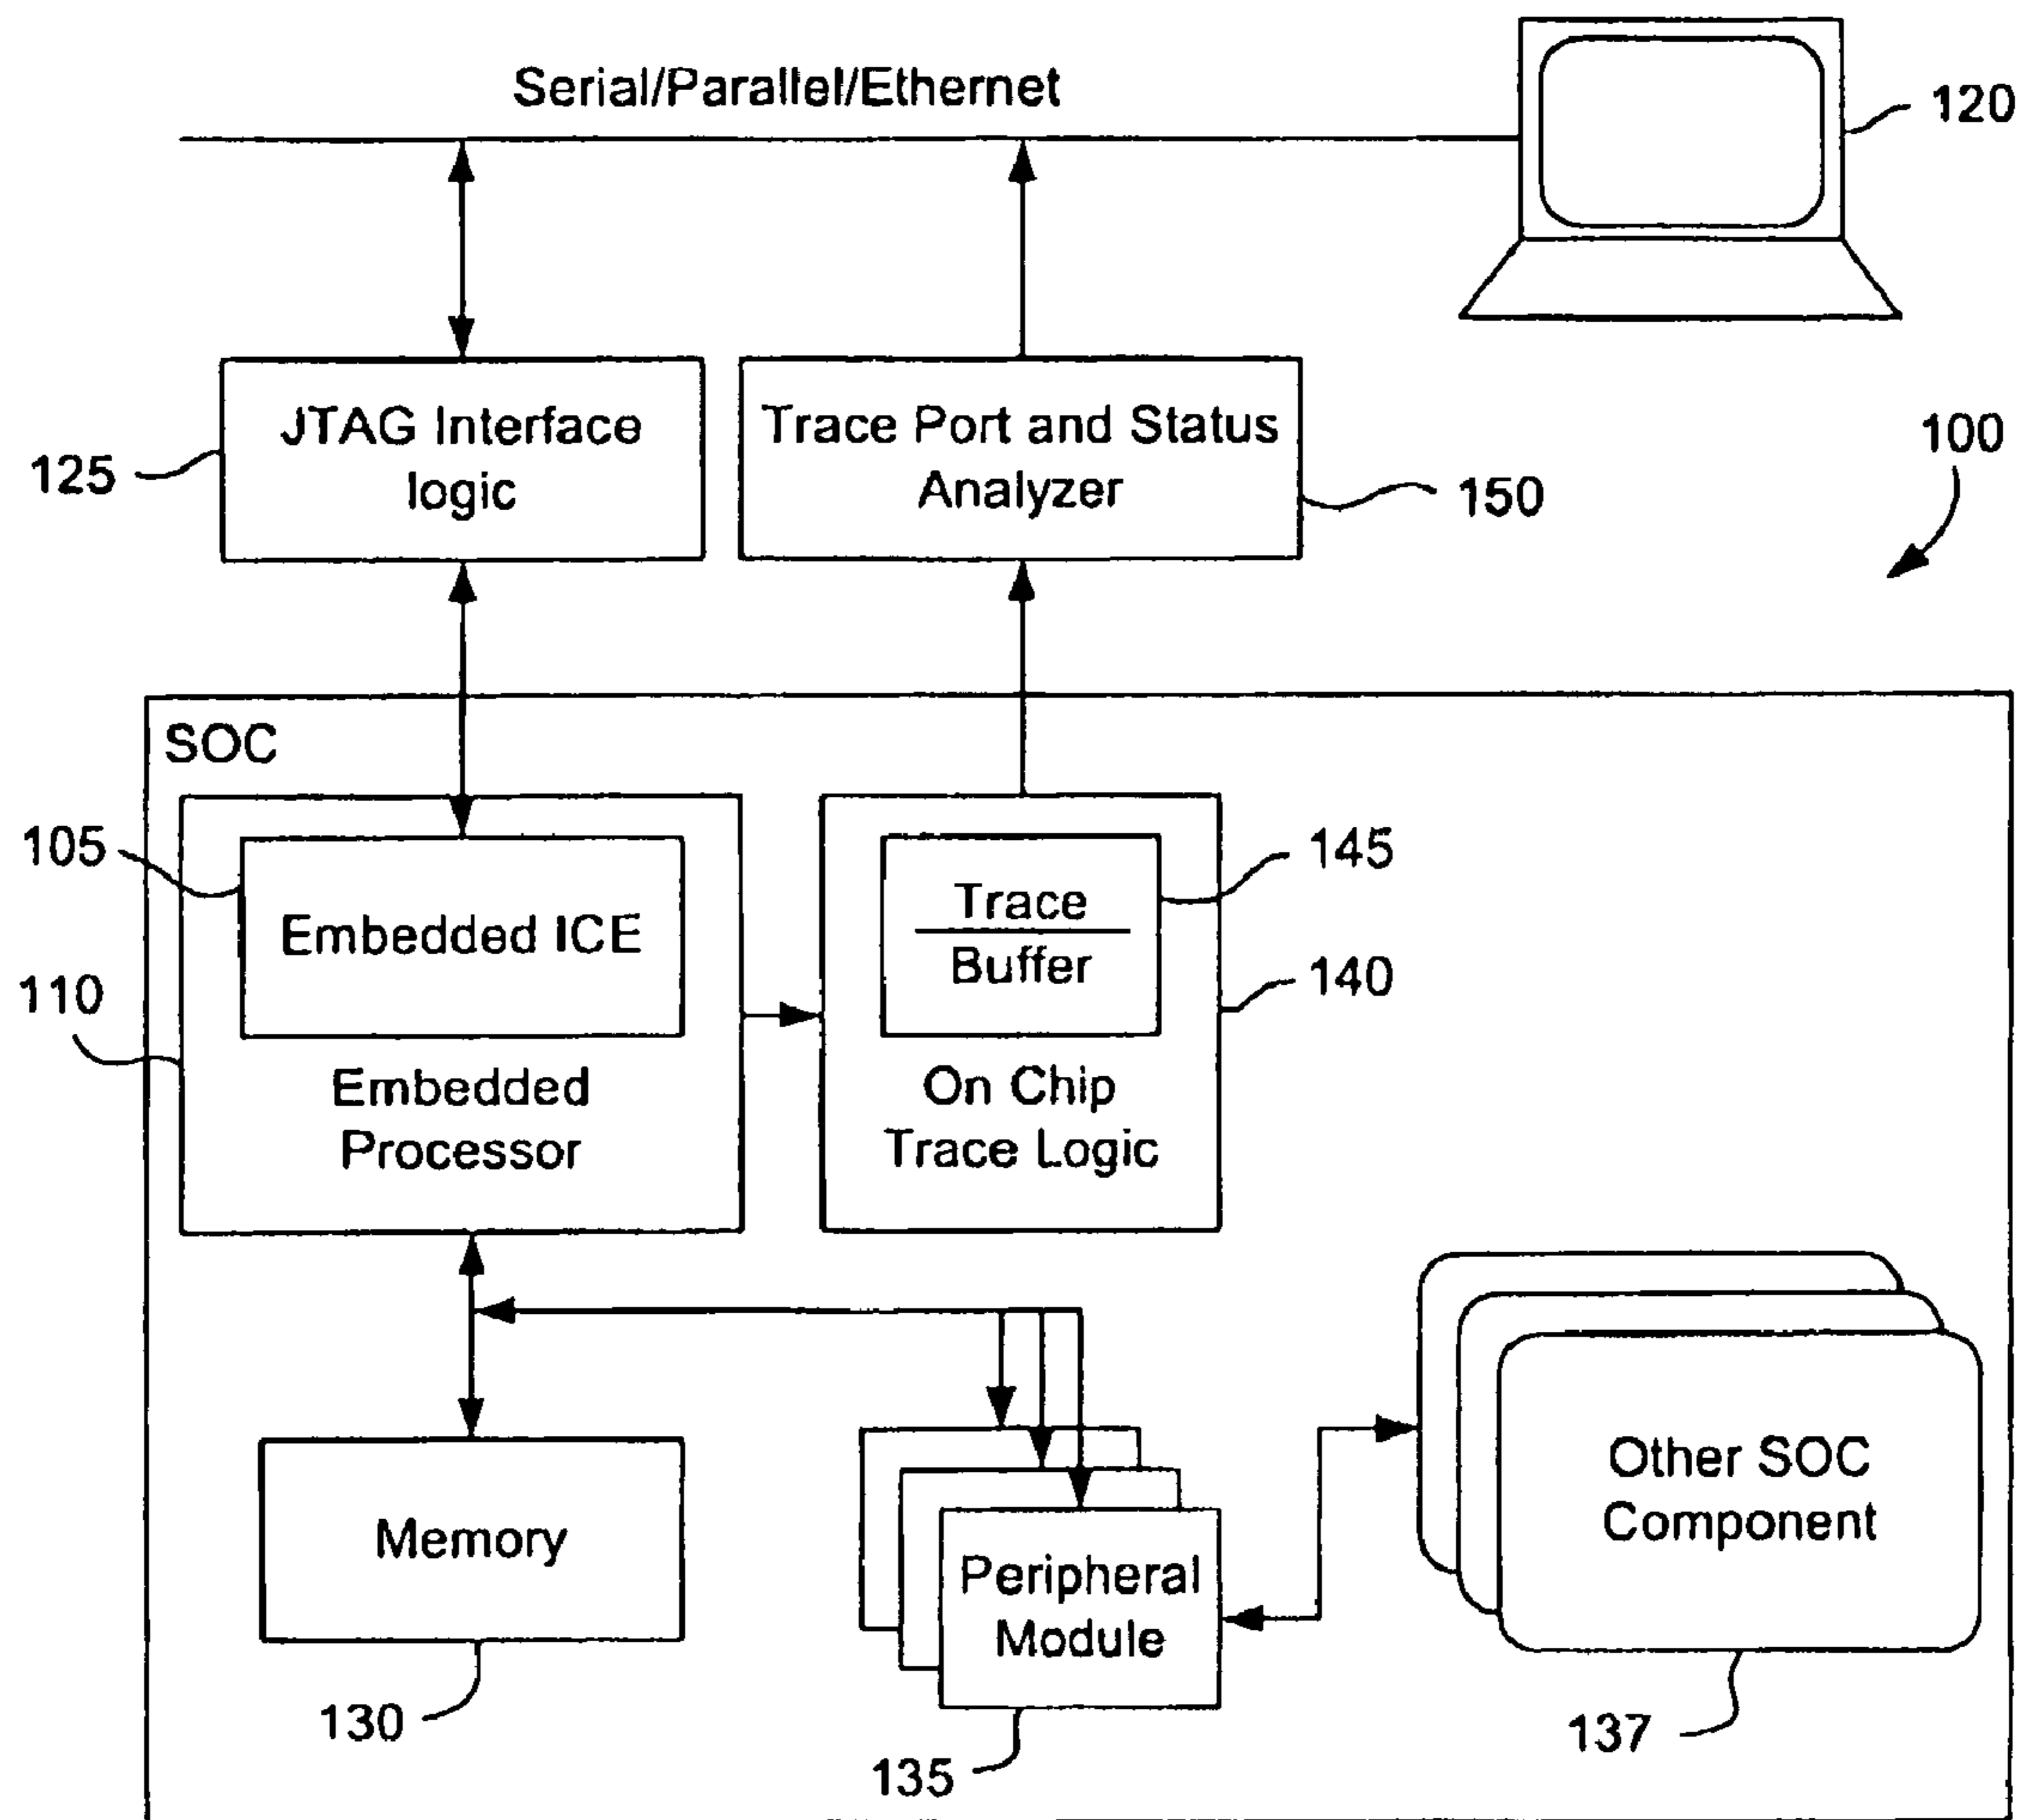 Serial/Parallel/Ethernet
120
JTAG Interface
logic
125
Trace Port and Status
Analyzer
150
100
SOC
105
Embedded ICE
110
Embedded
Processor
Trace
Buffer
145
140
On Chip
Trace Logic
Memory
130
Peripheral
Module
135
Other SOC
Component
137